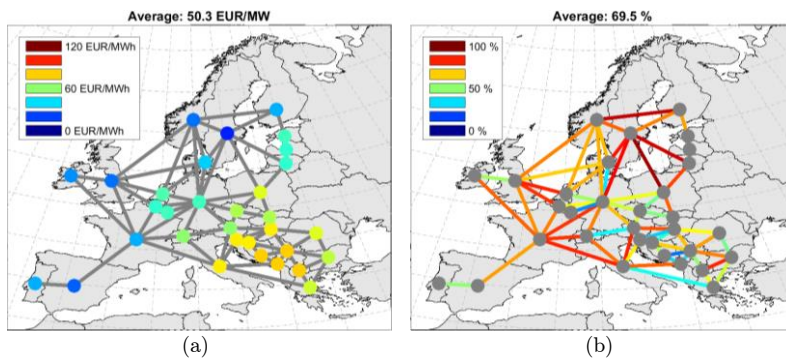 Average: 50.3 EUR/MW
120 EUR/MWh
60 EUR/MWh
0 EUR/MWh
(a)
Average: 69.5 %
100 %
50 %
0 %
(b)